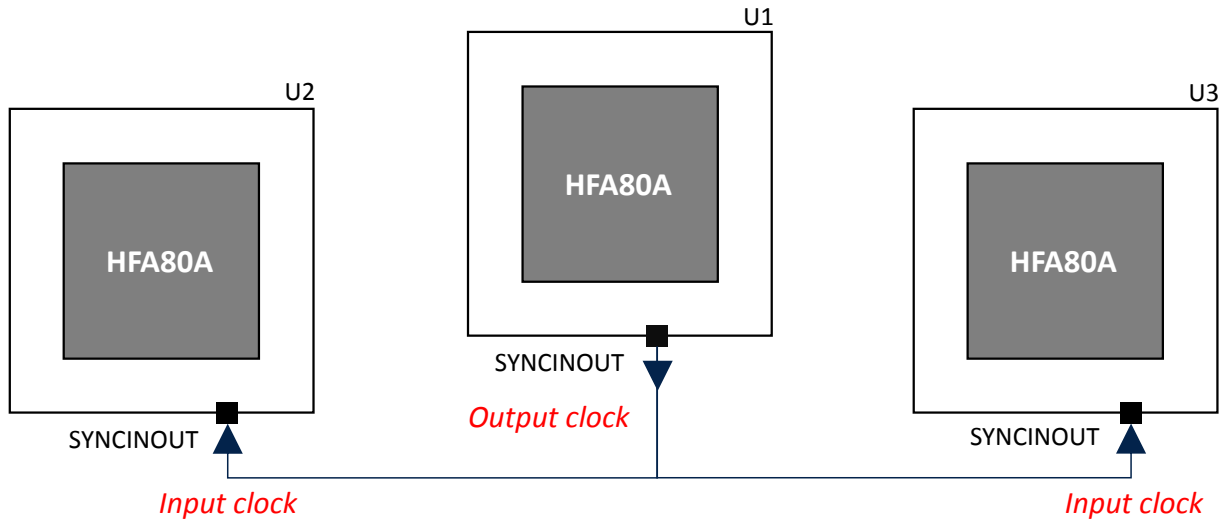 U1
U2
U3
HFA80A
HFA80A
HFA80A
SYNCINOUT
Output clock
SYNCINOUT
SYNCINOUT
Input clock
Input clock